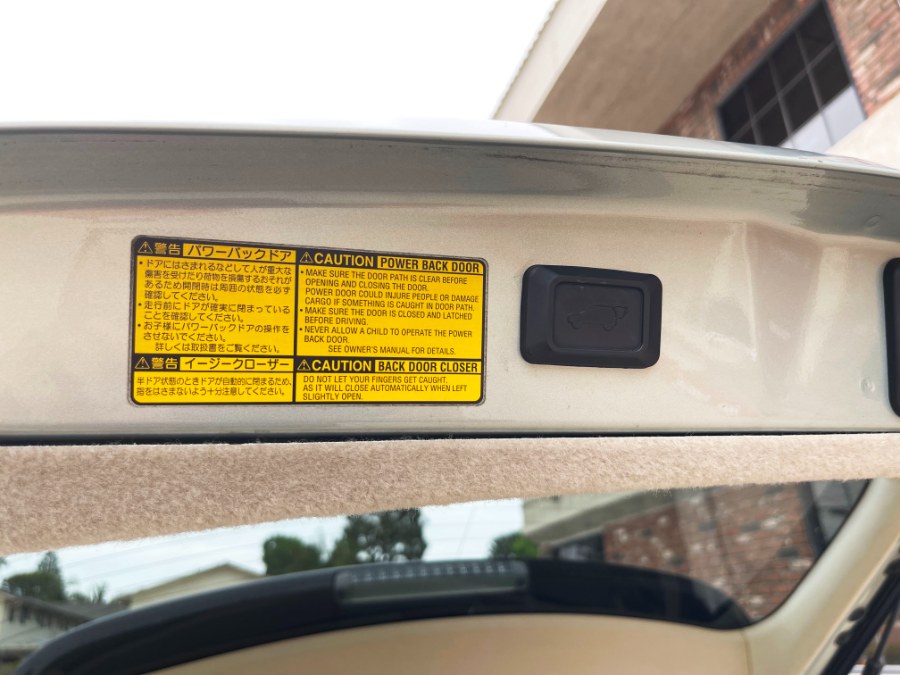 ⚠警告 パワーバックドア
・ドアにはさまれるなどして人が重大な
傷害を受けたり荷物を損傷するおそれが
あるため開閉時は周囲の状態を必ず
確認してください。
・走行前にドアが確実に閉まっている
ことを確認してください。
・お子様にパワーバックドアの操作を
させないでください。
詳しくは取扱書をご覧ください。
⚠警告 イージークローザー
半ドア状態のときドアが自動的に閉まるため、
指をはさまないよう十分注意してください。
⚠CAUTION POWER BACK DOOR
• MAKE SURE THE DOOR PATH IS CLEAR BEFORE
OPENING AND CLOSING THE DOOR.
POWER DOOR COULD INJURE PEOPLE OR DAMAGE
CARGO IF SOMETHING IS CAUGHT IN DOOR PATH.
• MAKE SURE THE DOOR IS CLOSED AND LATCHED
BEFORE DRIVING.
• NEVER ALLOW A CHILD TO OPERATE THE POWER
BACK DOOR.
SEE OWNER'S MANUAL FOR DETAILS.
⚠CAUTION BACK DOOR CLOSER
DO NOT LET YOUR FINGERS GET CAUGHT.
AS IT WILL CLOSE AUTOMATICALLY WHEN LEFT
SLIGHTLY OPEN.